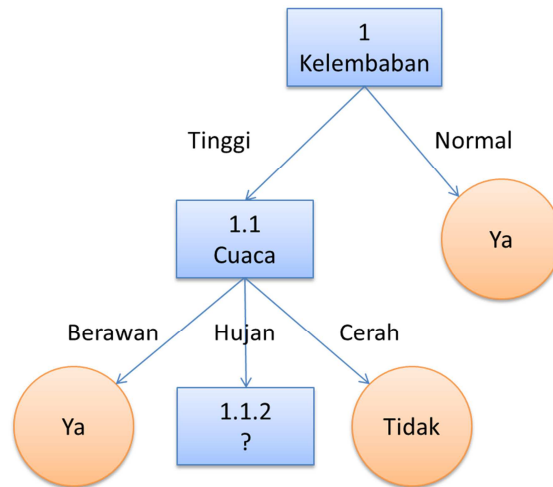 1
Kelembaban
Tinggi
Normal
1.1
Cuaca
Ya
Berawan
Hujan
Cerah
Ya
1.1.2
?
Tidak